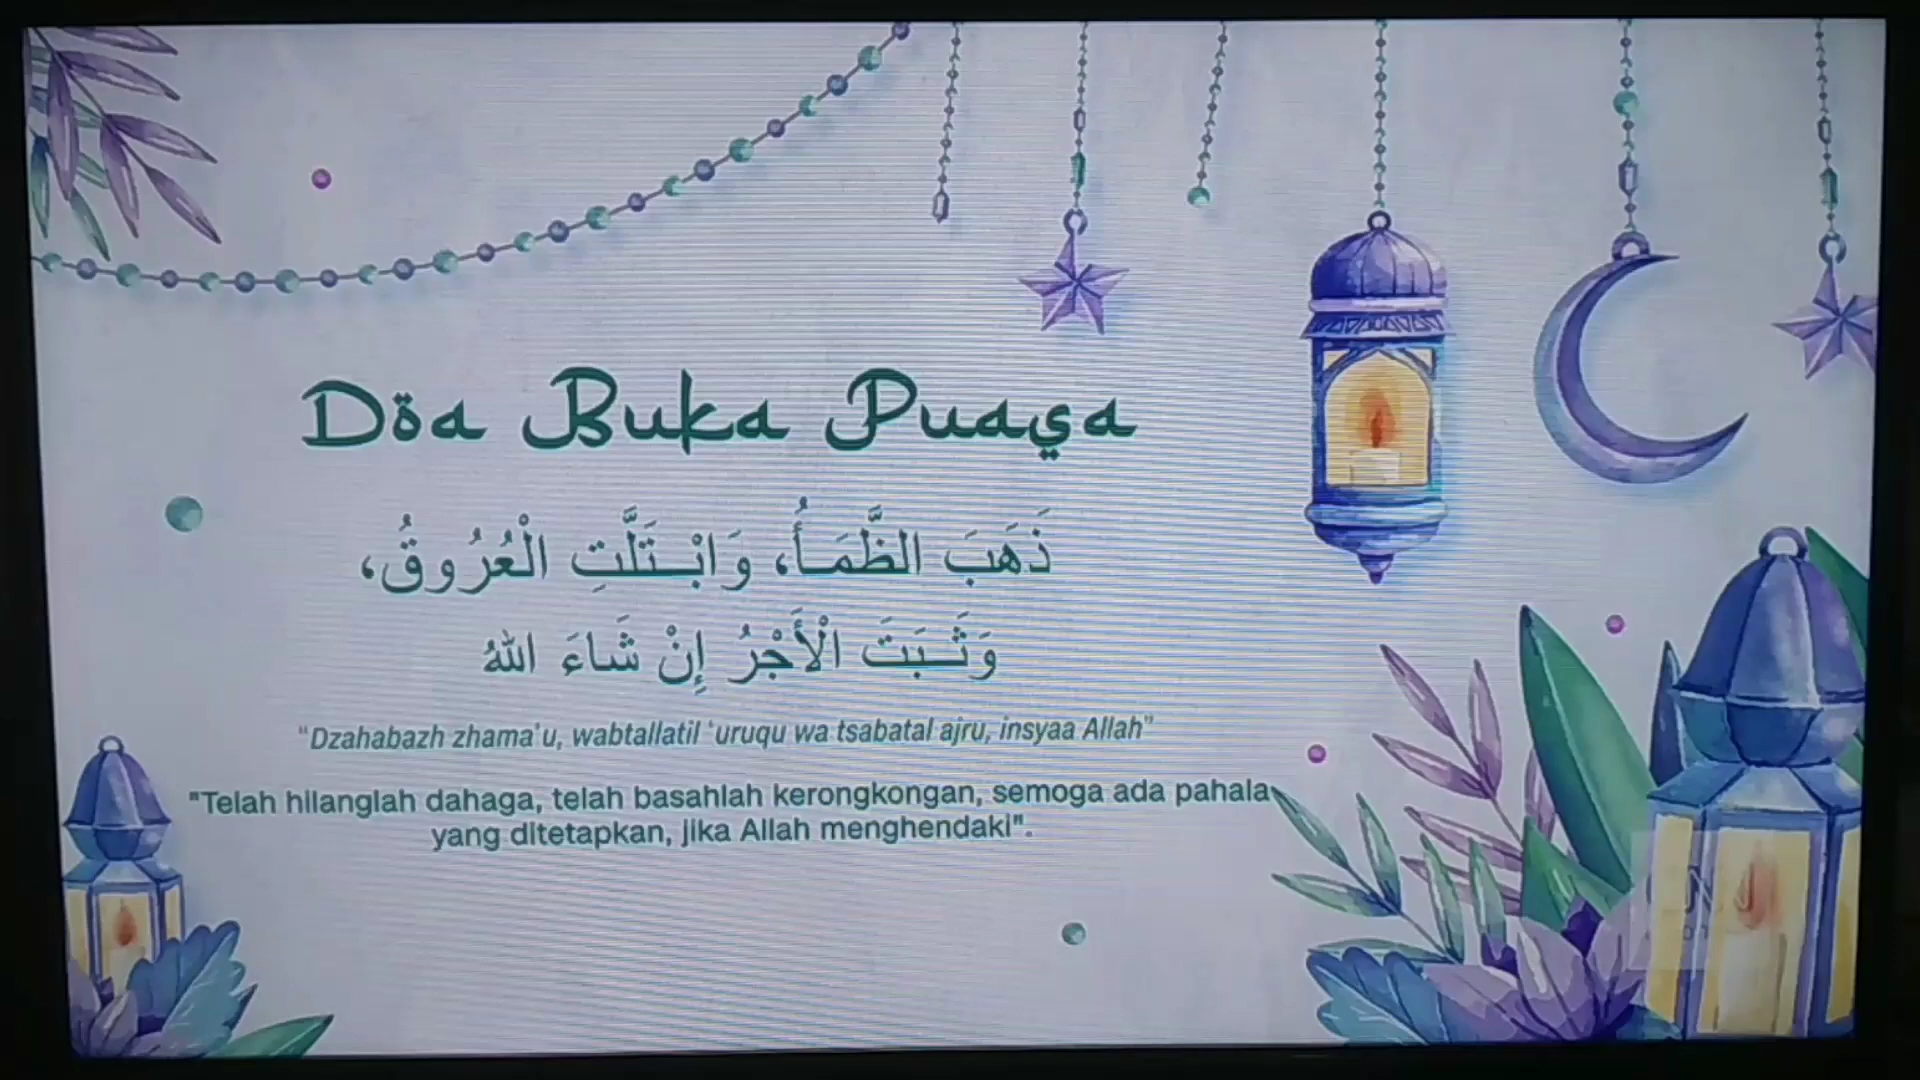 Doa Buka Puasa
ذَهَبَ الظَّمَأُ، وَابْتَلَّتِ الْعُرُوقُ،
وَثَبَتَ الْأَجْرُ إِنْ شَاءَ اللهُ
"Dzahabazh zhama'u, wabtallatil 'uruqu wa tsabatal ajru, insyaa Allah"
"Telah hilanglah dahaga, telah basahlah kerongkongan, semoga ada pahala
yang ditetapkan, jika Allah menghendaki".